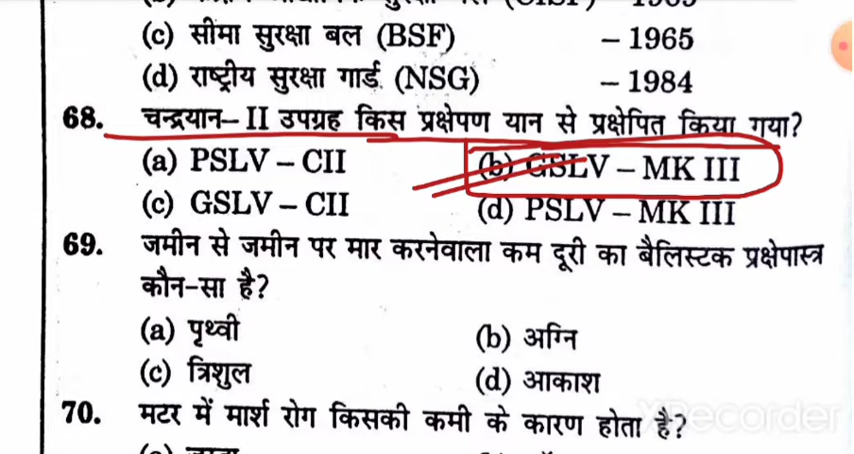 (c) सीमा सुरक्षा बल (BSF) – 1965
(d) राष्ट्रीय सुरक्षा गार्ड (NSG) – 1984
68. चन्द्रयान– II उपग्रह किस प्रक्षेपण यान से प्रक्षेपित किया गया?
(a) PSLV – CII (b) GSLV – MK III
(c) GSLV – CII (d) PSLV – MK III
69. जमीन से जमीन पर मार करनेवाला कम दूरी का बैलिस्टक प्रक्षेपास्त्र
कौन-सा है?
(a) पृथ्वी (b) अग्नि
(c) त्रिशुल (d) आकाश
XRecorder
70. मटर में मार्श रोग किसकी कमी के कारण होता है?